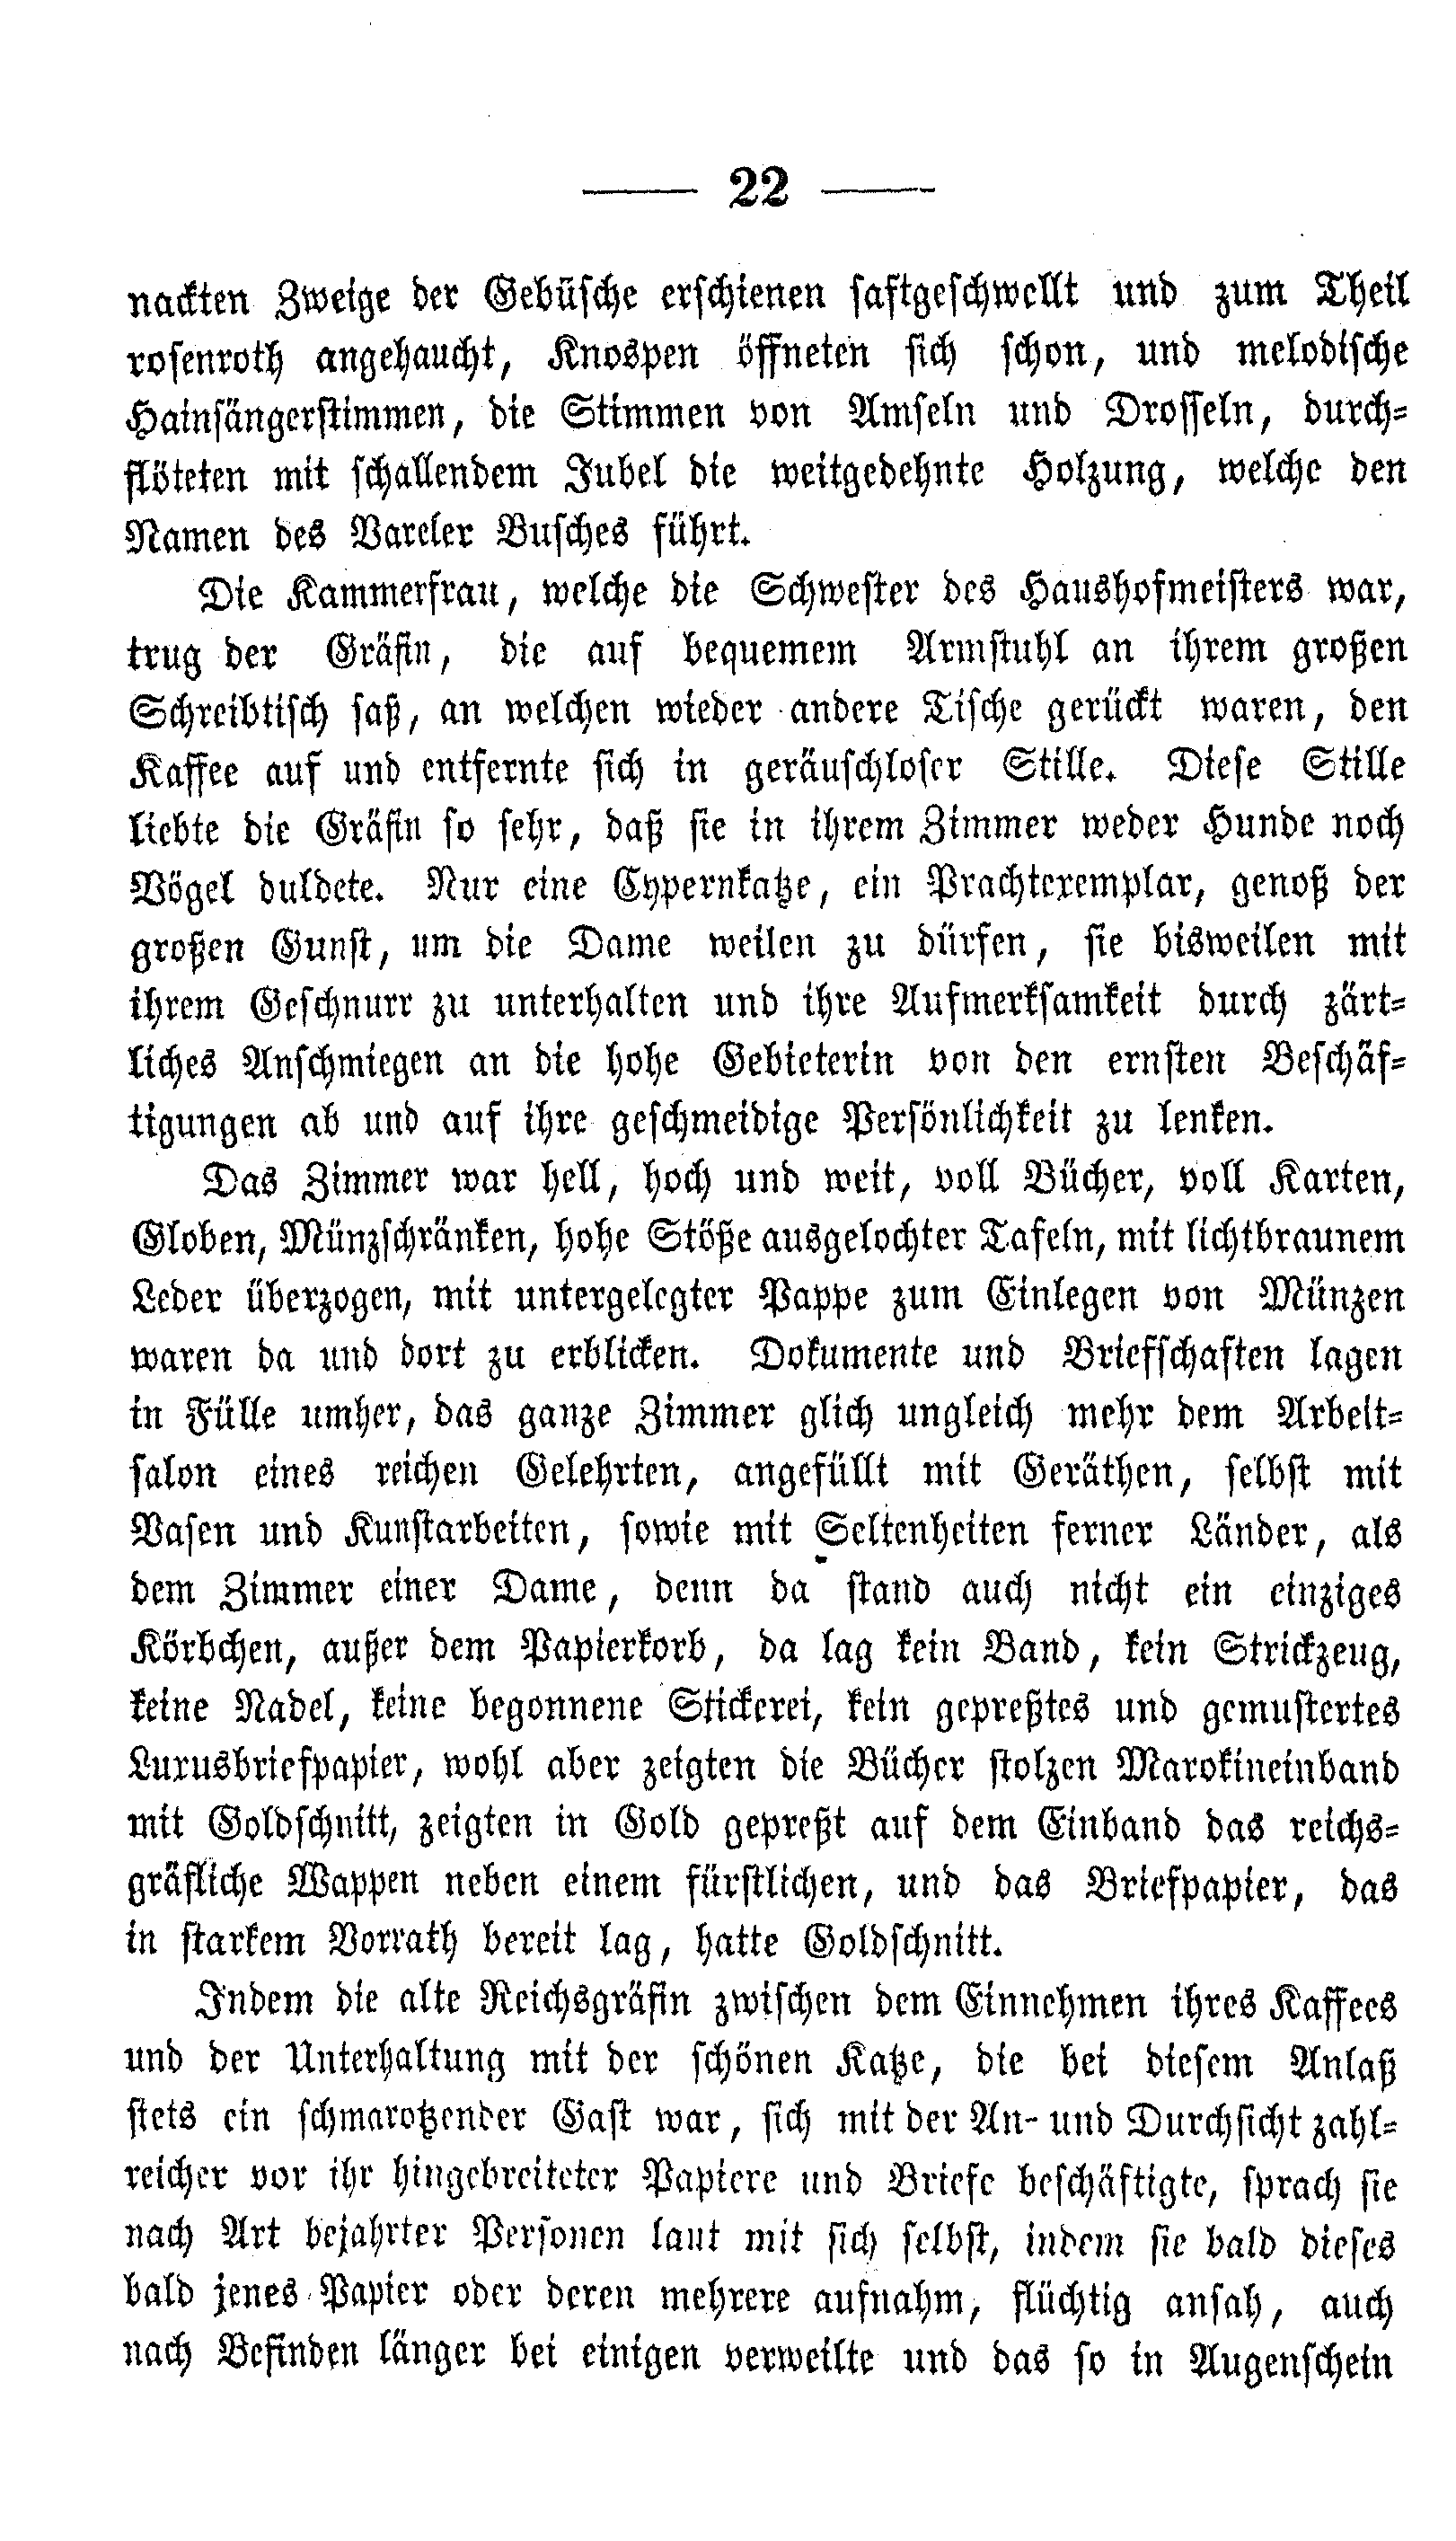 — 22 —
nackten Zweige der Gebüsche erschienen saftgeschwellt und zum Theil
rosenroth angehaucht, Knospen öffneten sich schon, und melodische
Hainsängerstimmen, die Stimmen von Amseln und Drosseln, durch-
flöteten mit schallendem Jubel die weitgedehnte Holzung, welche den
Namen des Vareler Busches führt.
Die Kammerfrau, welche die Schwester des Haushofmeisters war,
trug der Gräfin, die auf bequemem Armstuhl an ihrem großen
Schreibtisch saß, an welchen wieder andere Tische gerückt waren, den
Kaffee auf und entfernte sich in geräuschloser Stille. Diese Stille
liebte die Gräfin so sehr, daß sie in ihrem Zimmer weder Hunde noch
Vögel duldete. Nur eine Cypernkatze, ein Prachtexemplar, genoß der
großen Gunst, um die Dame weilen zu dürfen, sie bisweilen mit
ihrem Geschnurr zu unterhalten und ihre Aufmerksamkeit durch zärt-
liches Anschmiegen an die hohe Gebieterin von den ernsten Beschäf-
tigungen ab und auf ihre geschmeidige Persönlichkeit zu lenken.
Das Zimmer war hell, hoch und weit, voll Bücher, voll Karten,
Globen, Münzschränken, hohe Stöße ausgelochter Tafeln, mit lichtbraunem
Leder überzogen, mit untergelegter Pappe zum Einlegen von Münzen
waren da und dort zu erblicken. Dokumente und Briefschaften lagen
in Fülle umher, das ganze Zimmer glich ungleich mehr dem Arbeit-
salon eines reichen Gelehrten, angefüllt mit Geräthen, selbst mit
Vasen und Kunstarbeiten, sowie mit Seltenheiten ferner Länder, als
dem Zimmer einer Dame, denn da stand auch nicht ein einziges
Körbchen, außer dem Papierkorb, da lag kein Band, kein Strickzeug,
keine Nadel, keine begonnene Stickerei, kein gepreßtes und gemustertes
Luxusbriefpapier, wohl aber zeigten die Bücher stolzen Marokineinband
mit Goldschnitt, zeigten in Gold gepreßt auf dem Einband das reichs-
gräfliche Wappen neben einem fürstlichen, und das Briefpapier, das
in starkem Vorrath bereit lag, hatte Goldschnitt.
Indem die alte Reichsgräfin zwischen dem Einnehmen ihres Kaffees
und der Unterhaltung mit der schönen Katze, die bei diesem Anlaß
stets ein schmarotzender Gast war, sich mit der An- und Durchsicht zahl-
reicher vor ihr hingebreiteter Papiere und Briefe beschäftigte, sprach sie
nach Art bejahrter Personen laut mit sich selbst, indem sie bald dieses
bald jenes Papier oder deren mehrere aufnahm, flüchtig ansah, auch
nach Befinden länger bei einigen verweilte und das so in Augenschein